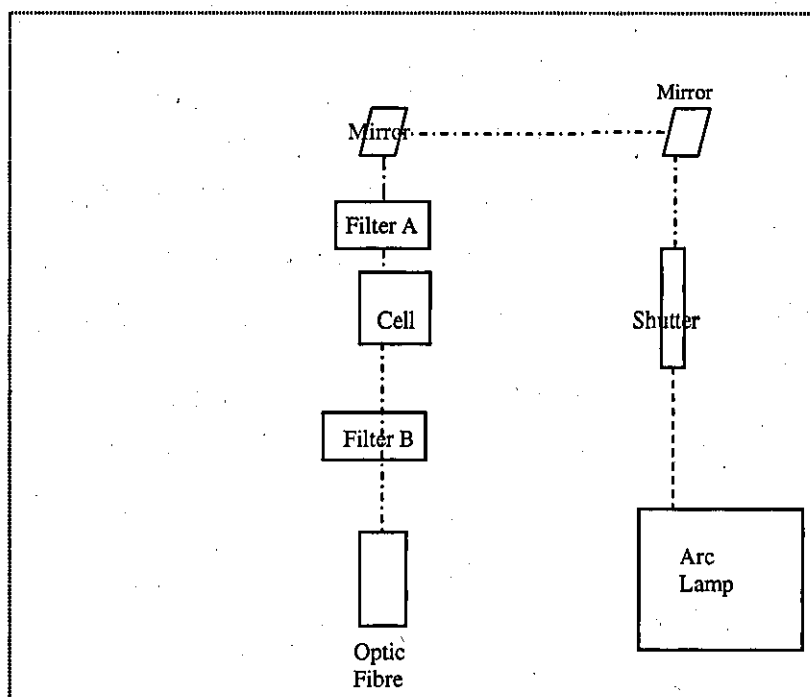 Mirror
Mirror
Filter A
Cell
Shutter
Filter B
Arc
Lamp
Optic
Fibre